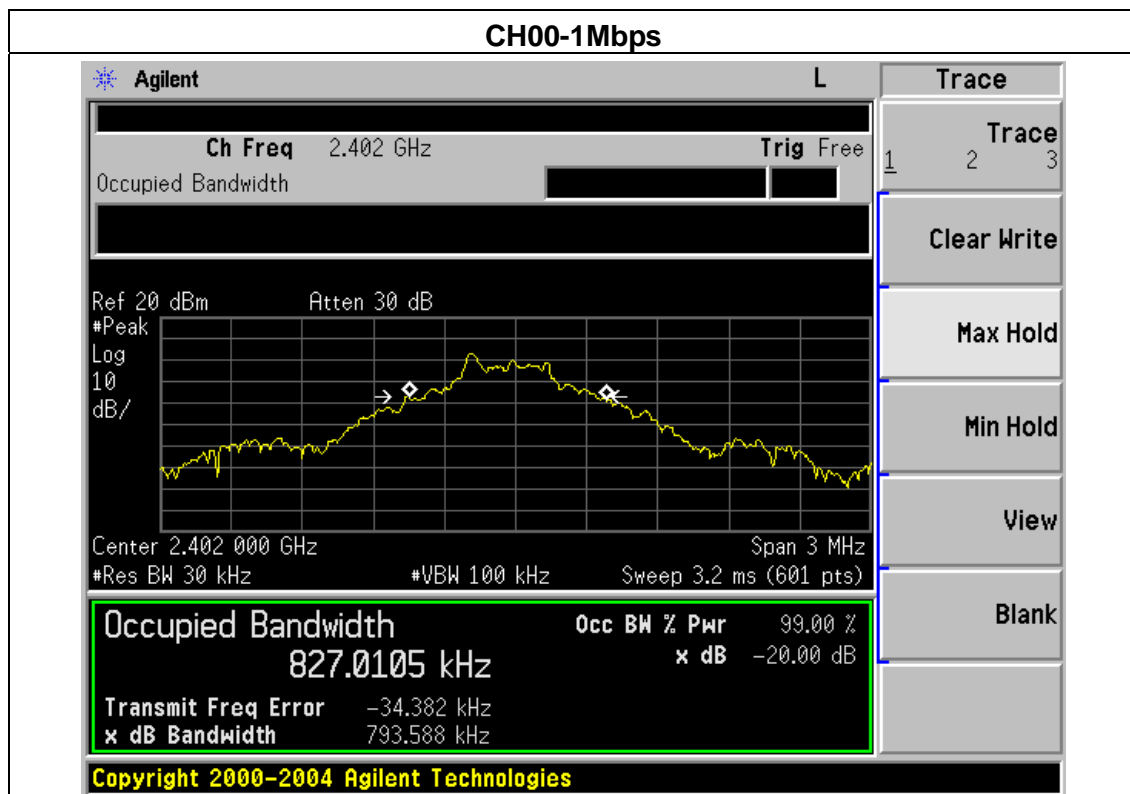 CH00-1Mbps
Agilent L Trace
Ch Freq 2.402 GHz Trig Free
Occupied Bandwidth
Trace
1 2 3
Clear Write
Max Hold
Min Hold
View
Blank
Ref 20 dBm Atten 30 dB
#Peak
Log
10
dB/
Center 2.402 000 GHz Span 3 MHz
#Res BW 30 kHz #VBW 100 kHz Sweep 3.2 ms (601 pts)
Occupied Bandwidth Occ BW % Pwr 99.00 %
827.0105 kHz x dB -20.00 dB
Transmit Freq Error -34.382 kHz
x dB Bandwidth 793.588 kHz
Copyright 2000-2004 Agilent Technologies